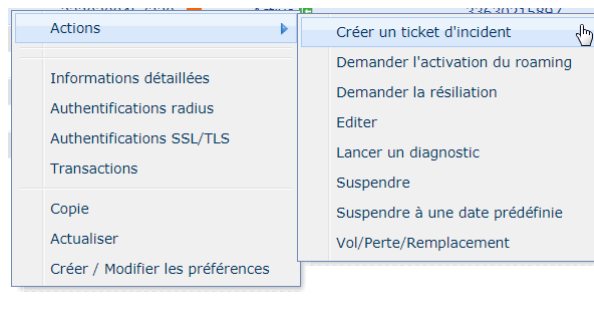 Actions
Informations détaillées
Authentifications radius
Authentifications SSL/TLS
Transactions
Copie
Actualiser
Créer / Modifier les préférences
Créer un ticket d'incident
Demander l'activation du roaming
Demander la résiliation
Editer
Lancer un diagnostic
Suspendre
Suspendre à une date prédéfinie
Vol/Perte/Remplacement